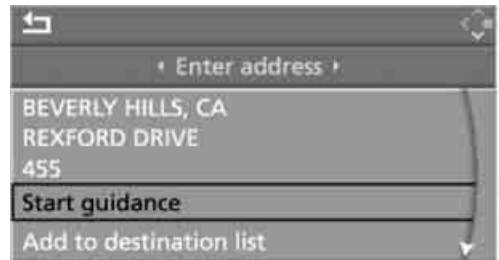 Enter address
BEVERLY HILLS, CA
REXFORD DRIVE
455
Start guidance
Add to destination list